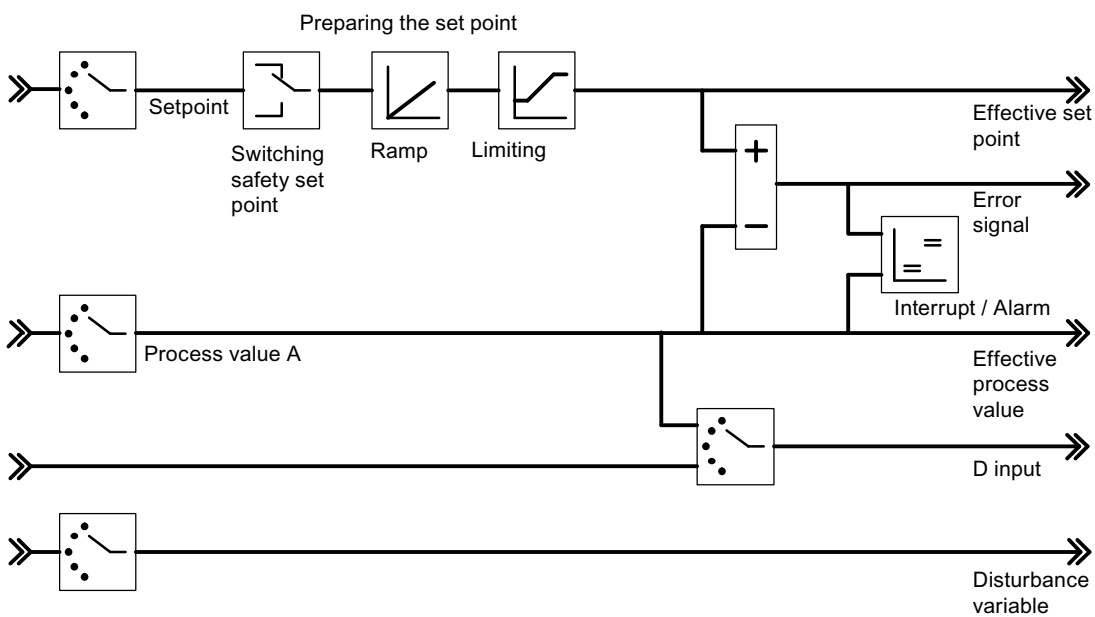 Preparing the set point
Setpoint
Switching
safety set
point
Ramp
Limiting
Effective set
point
+
−
Error
signal
Interrupt / Alarm
Process value A
Effective
process
value
D input
Disturbance
variable